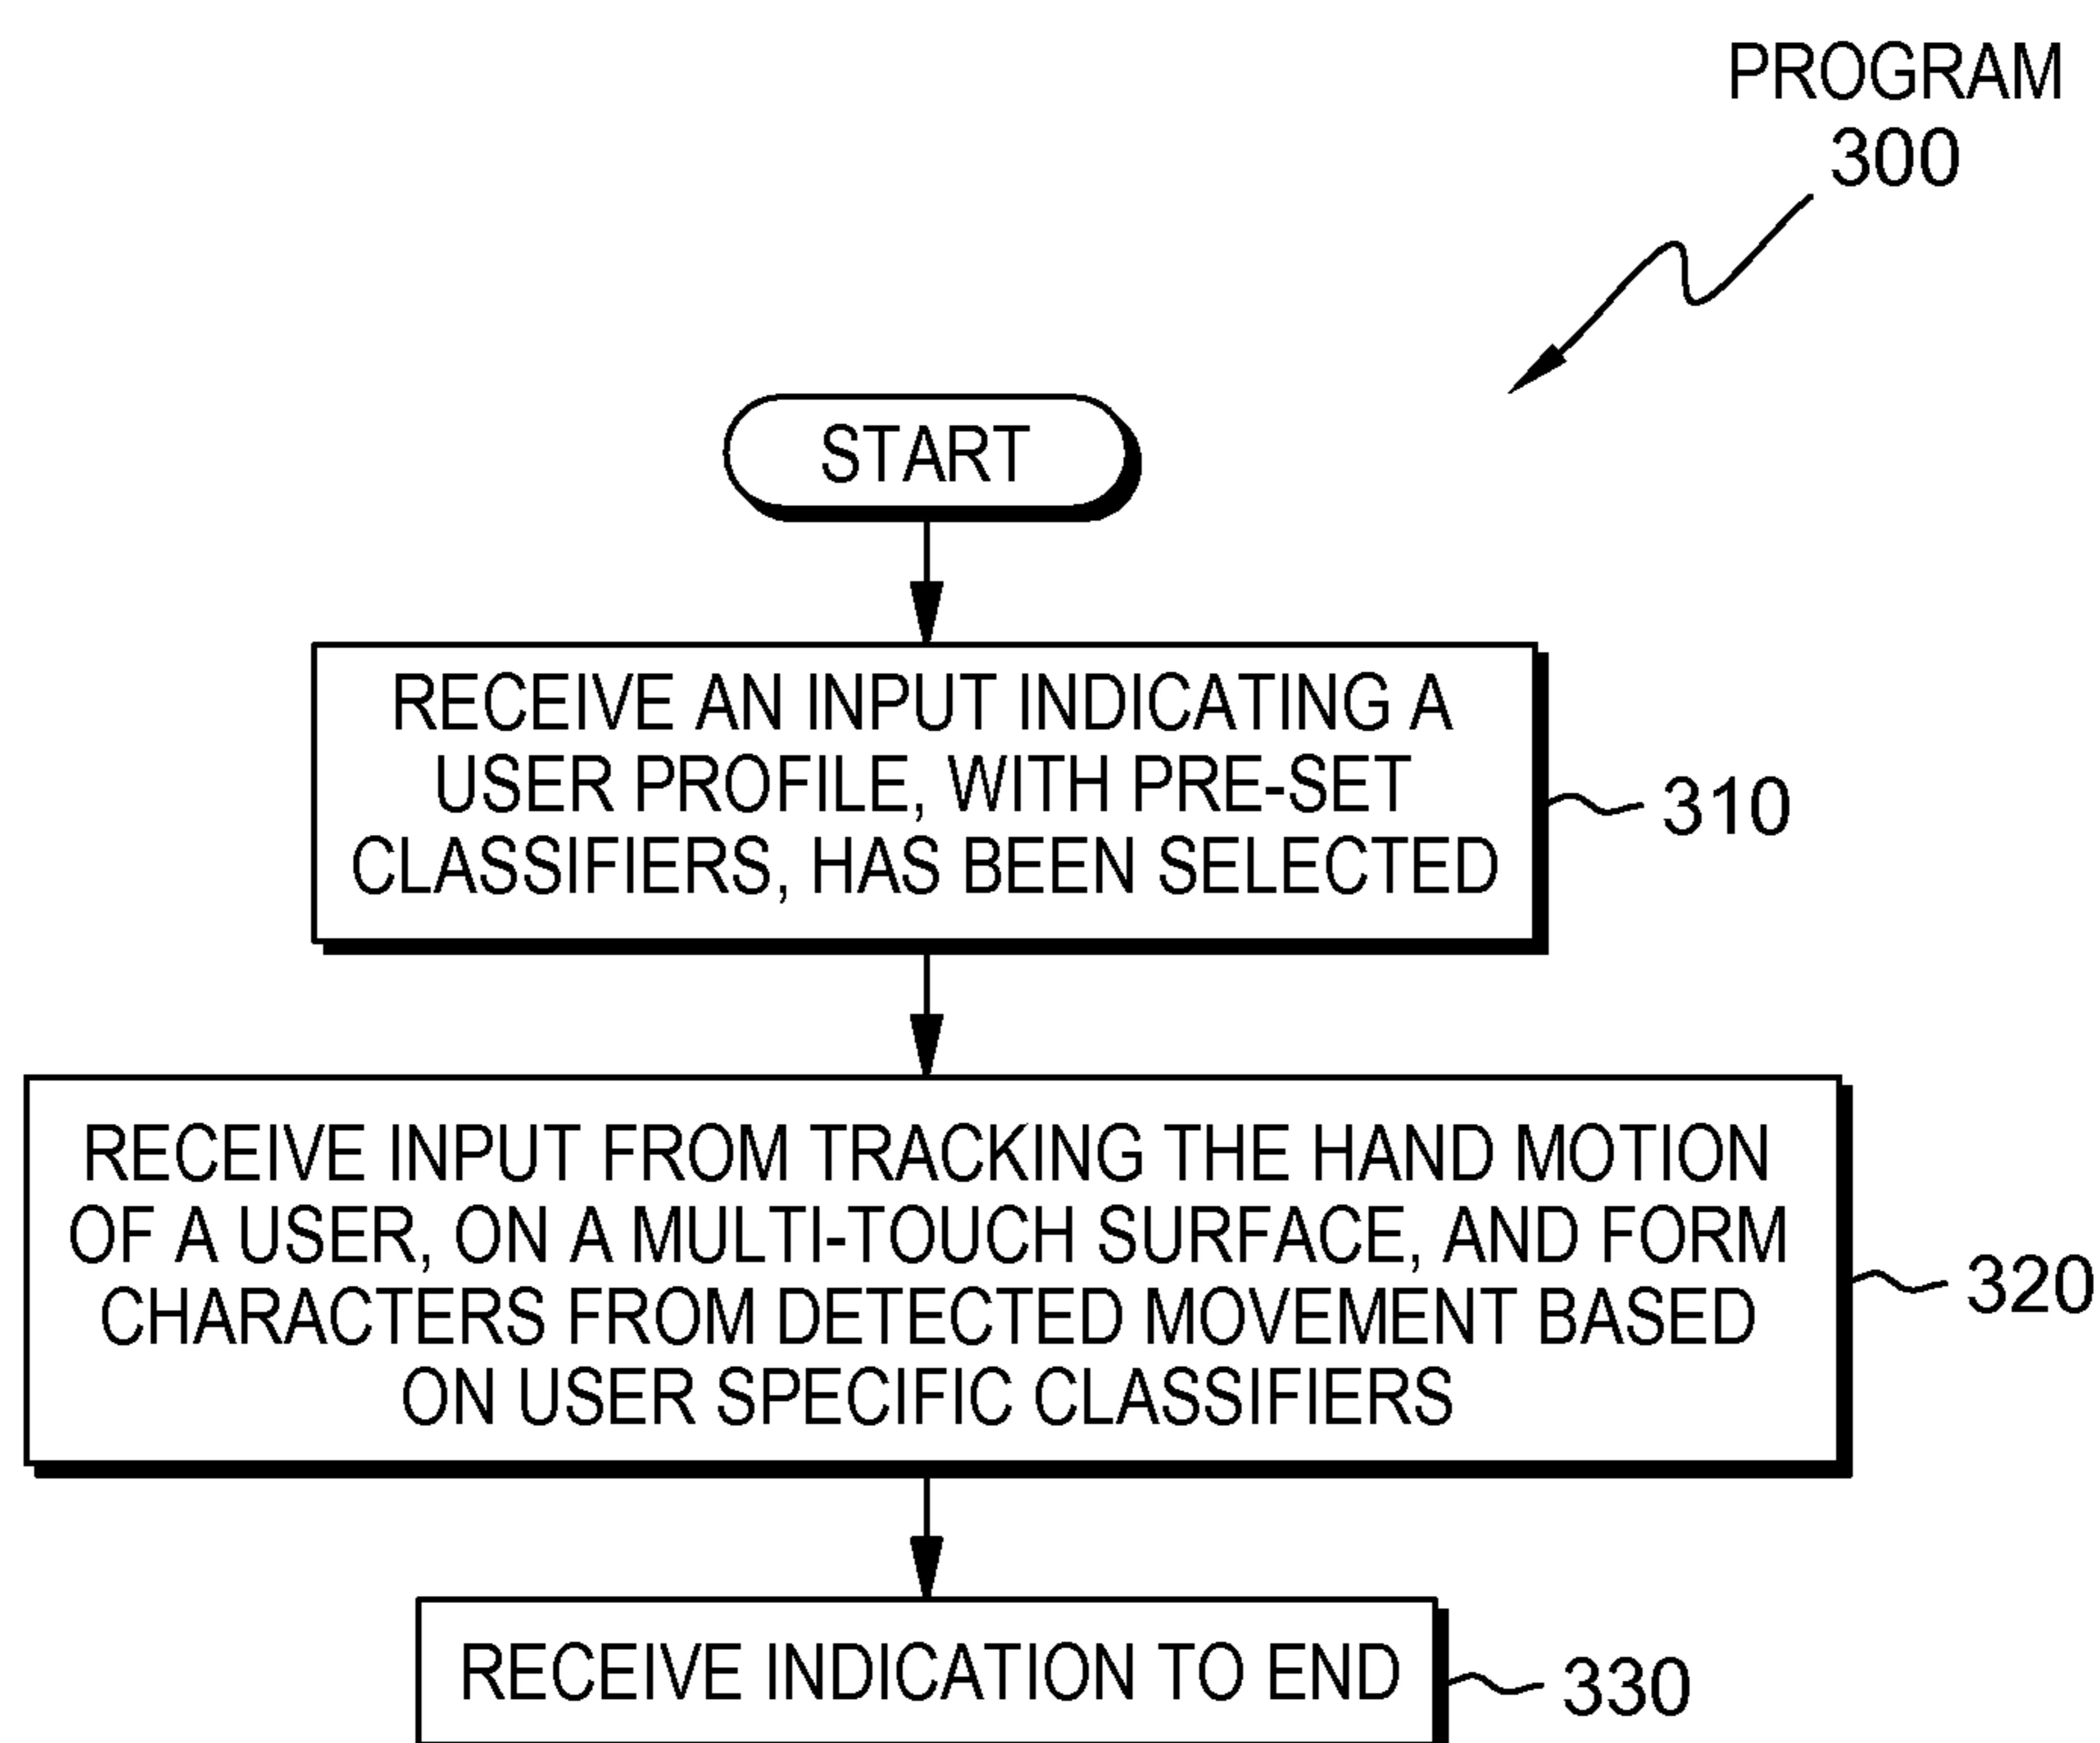 PROGRAM
300
START
RECEIVE AN INPUT INDICATING A
USER PROFILE, WITH PRE-SET
CLASSIFIERS, HAS BEEN SELECTED
310
RECEIVE INPUT FROM TRACKING THE HAND MOTION
OF A USER, ON A MULTI-TOUCH SURFACE, AND FORM
CHARACTERS FROM DETECTED MOVEMENT BASED
ON USER SPECIFIC CLASSIFIERS
320
RECEIVE INDICATION TO END
330